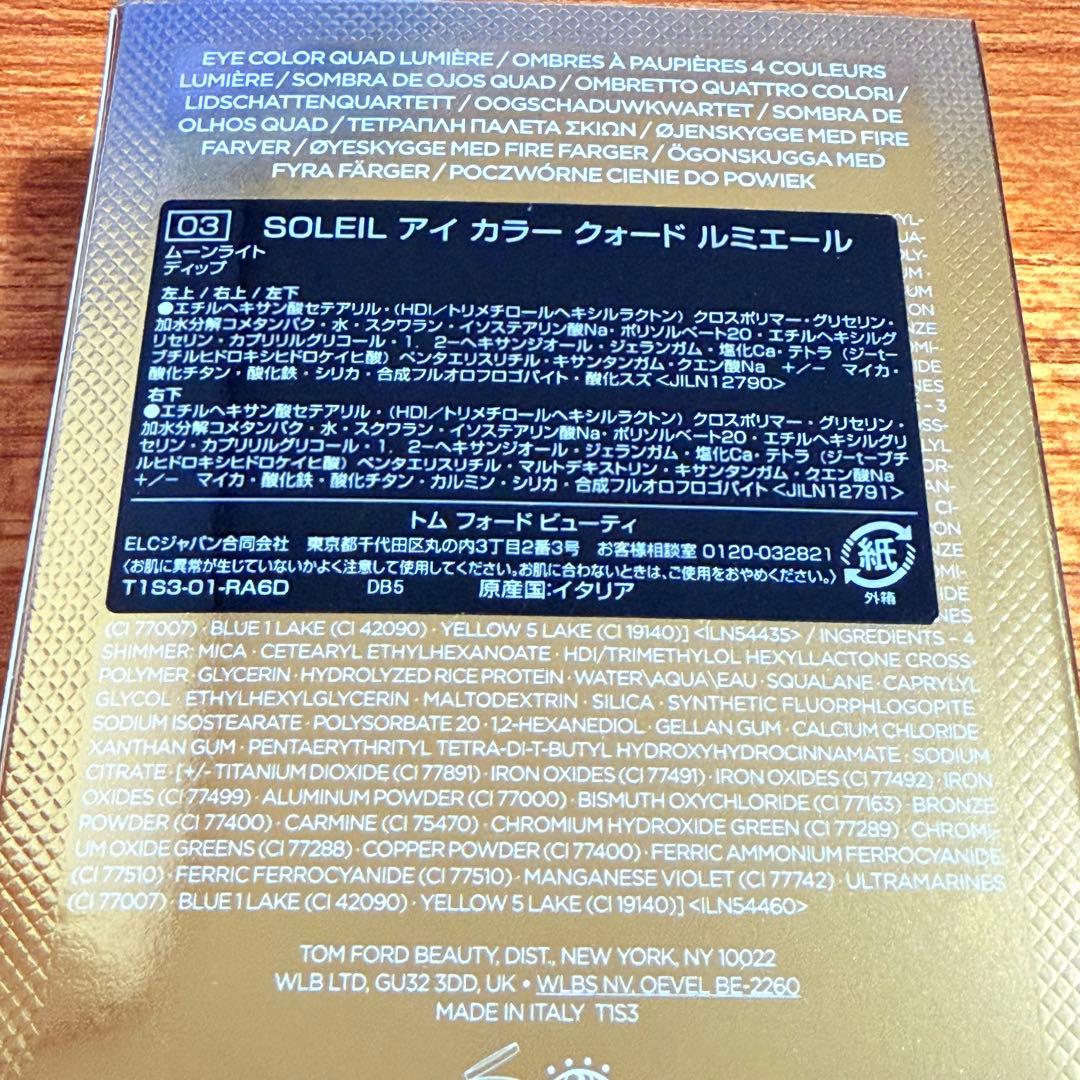 EYE COLOR QUAD LUMIÈRE / OMBRES À PAUPIÈRES 4 COULEURS
LUMIÈRE / SOMBRA DE OJOS QUAD / OMBRETTO QUATTRO COLORI /
LIDSCHATTENQUARTETT / OOGSCHADUWKWARTET / SOMBRA DE
OLHOS QUAD / ΤΕΤΡΑΠΛΗ ΠΑΛΕΤΑ ΣΚΙΩΝ / ØJENSKYGGE MED FIRE
FARVER / ØYESKYGGE MED FIRE FARGER / ÖGONSKUGGA MED
FYRA FÄRGER / POCZWÓRNE CIENIE DO POWIEK
03 SOLEIL アイ カラー クォード ルミエール
ムーンライト
ディップ
左上 / 右上 / 左下
●エチルヘキサン酸セテアリル・(HDI/トリメチロールヘキシルラクトン) クロスポリマー・グリセリン・
加水分解コメタンパク・水・スクワラン・イソステアリン酸Na・ポリソルベート20・エチルヘキシルグ
リセリン・カプリリルグリコール・1,2-ヘキサンジオール・ジェランガム・塩化Ca・テトラ (ジ-t-
ブチルヒドロキシヒドロケイヒ酸) ペンタエリスリチル・キサンタンガム・クエン酸Na +/- マイカ・
酸化チタン・酸化鉄・シリカ・合成フルオロフロゴパイト・酸化スズ <JILN12790>
右下
●エチルヘキサン酸セテアリル・(HDI/トリメチロールヘキシルラクトン) クロスポリマー・グリセリン・
加水分解コメタンパク・水・スクワラン・イソステアリン酸Na・ポリソルベート20・エチルヘキシルグリ
セリン・カプリリルグリコール・1,2-ヘキサンジオール・ジェランガム・塩化Ca・テトラ (ジ-t-ブチ
ルヒドロキシヒドロケイヒ酸) ペンタエリスリチル・マルトデキストリン・キサンタンガム・クエン酸Na
+/- マイカ・酸化鉄・酸化チタン・カルミン・シリカ・合成フルオロフロゴパイト <JILN12791>
トム フォード ビューティ
ELCジャパン合同会社 東京都千代田区丸の内3丁目2番3号 お客様相談室 0120-032821
〈お肌に異常が生じていないかよく注意して使用してください。お肌に合わないときは、ご使用をおやめください。〉
T1S3-01-RA6D DB5 原産国:イタリア
紙
外箱
(CI 77007) · BLUE 1 LAKE (CI 42090) · YELLOW 5 LAKE (CI 19140)] <ILN54435> / INGREDIENTS - 4
SHIMMER: MICA · CETEARYL ETHYLHEXANOATE · HDI/TRIMETHYLOL HEXYLLACTONE CROSS-
POLYMER · GLYCERIN · HYDROLYZED RICE PROTEIN · WATER\AQUA\EAU · SQUALANE · CAPRYLYL
GLYCOL · ETHYLHEXYLGLYCERIN · MALTODEXTRIN · SILICA · SYNTHETIC FLUORPHLOGOPITE
SODIUM ISOSTEARATE · POLYSORBATE 20 · 1,2-HEXANEDIOL · GELLAN GUM · CALCIUM CHLORIDE
XANTHAN GUM · PENTAERYTHRITYL TETRA-DI-T-BUTYL HYDROXYHYDROCINNAMATE · SODIUM
CITRATE · [+/- TITANIUM DIOXIDE (CI 77891) · IRON OXIDES (CI 77491) · IRON OXIDES (CI 77492) · IRON
OXIDES (CI 77499) · ALUMINUM POWDER (CI 77000) · BISMUTH OXYCHLORIDE (CI 77163) · BRONZE
POWDER (CI 77400) · CARMINE (CI 75470) · CHROMIUM HYDROXIDE GREEN (CI 77289) · CHROMI-
UM OXIDE GREENS (CI 77288) · COPPER POWDER (CI 77400) · FERRIC AMMONIUM FERROCYANIDE
(CI 77510) · FERRIC FERROCYANIDE (CI 77510) · MANGANESE VIOLET (CI 77742) · ULTRAMARINES
(CI 77007) · BLUE 1 LAKE (CI 42090) · YELLOW 5 LAKE (CI 19140)] <ILN54460>
TOM FORD BEAUTY, DIST., NEW YORK, NY 10022
WLB LTD, GU32 3DD, UK • WLBS NV, OEVEL BE-2260
MADE IN ITALY T1S3